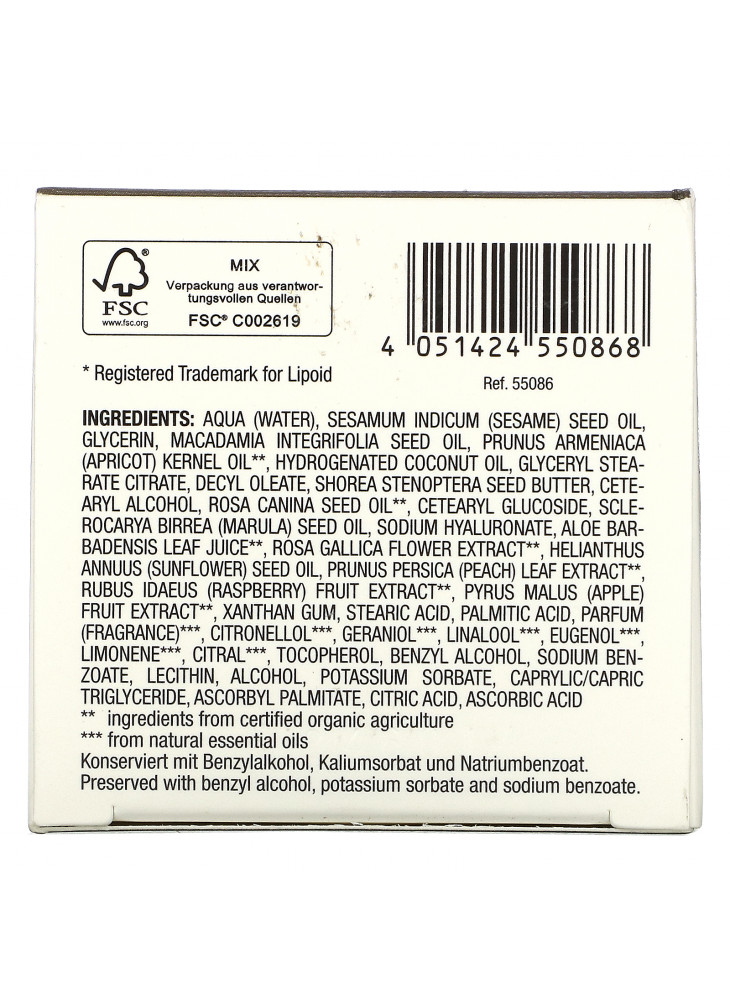 FSC®
www.fsc.org
MIX
Verpackung aus verantwor-
tungsvollen Quellen
FSC® C002619
4 051424 550868
* Registered Trademark for Lipoid
Ref. 55086
INGREDIENTS: AQUA (WATER), SESAMUM INDICUM (SESAME) SEED OIL,
GLYCERIN, MACADAMIA INTEGRIFOLIA SEED OIL, PRUNUS ARMENIACA
(APRICOT) KERNEL OIL**, HYDROGENATED COCONUT OIL, GLYCERYL STEA-
RATE CITRATE, DECYL OLEATE, SHOREA STENOPTERA SEED BUTTER, CETE-
ARYL ALCOHOL, ROSA CANINA SEED OIL**, CETEARYL GLUCOSIDE, SCLE-
ROCARYA BIRREA (MARULA) SEED OIL, SODIUM HYALURONATE, ALOE BAR-
BADENSIS LEAF JUICE**, ROSA GALLICA FLOWER EXTRACT**, HELIANTHUS
ANNUUS (SUNFLOWER) SEED OIL, PRUNUS PERSICA (PEACH) LEAF EXTRACT**,
RUBUS IDAEUS (RASPBERRY) FRUIT EXTRACT**, PYRUS MALUS (APPLE)
FRUIT EXTRACT**, XANTHAN GUM, STEARIC ACID, PALMITIC ACID, PARFUM
(FRAGRANCE)***, CITRONELLOL***, GERANIOL***, LINALOOL***, EUGENOL***,
LIMONENE***, CITRAL***, TOCOPHEROL, BENZYL ALCOHOL, SODIUM BEN-
ZOATE, LECITHIN, ALCOHOL, POTASSIUM SORBATE, CAPRYLIC/CAPRIC
TRIGLYCERIDE, ASCORBYL PALMITATE, CITRIC ACID, ASCORBIC ACID
** ingredients from certified organic agriculture
*** from natural essential oils
Konserviert mit Benzylalkohol, Kaliumsorbat und Natriumbenzoat.
Preserved with benzyl alcohol, potassium sorbate and sodium benzoate.